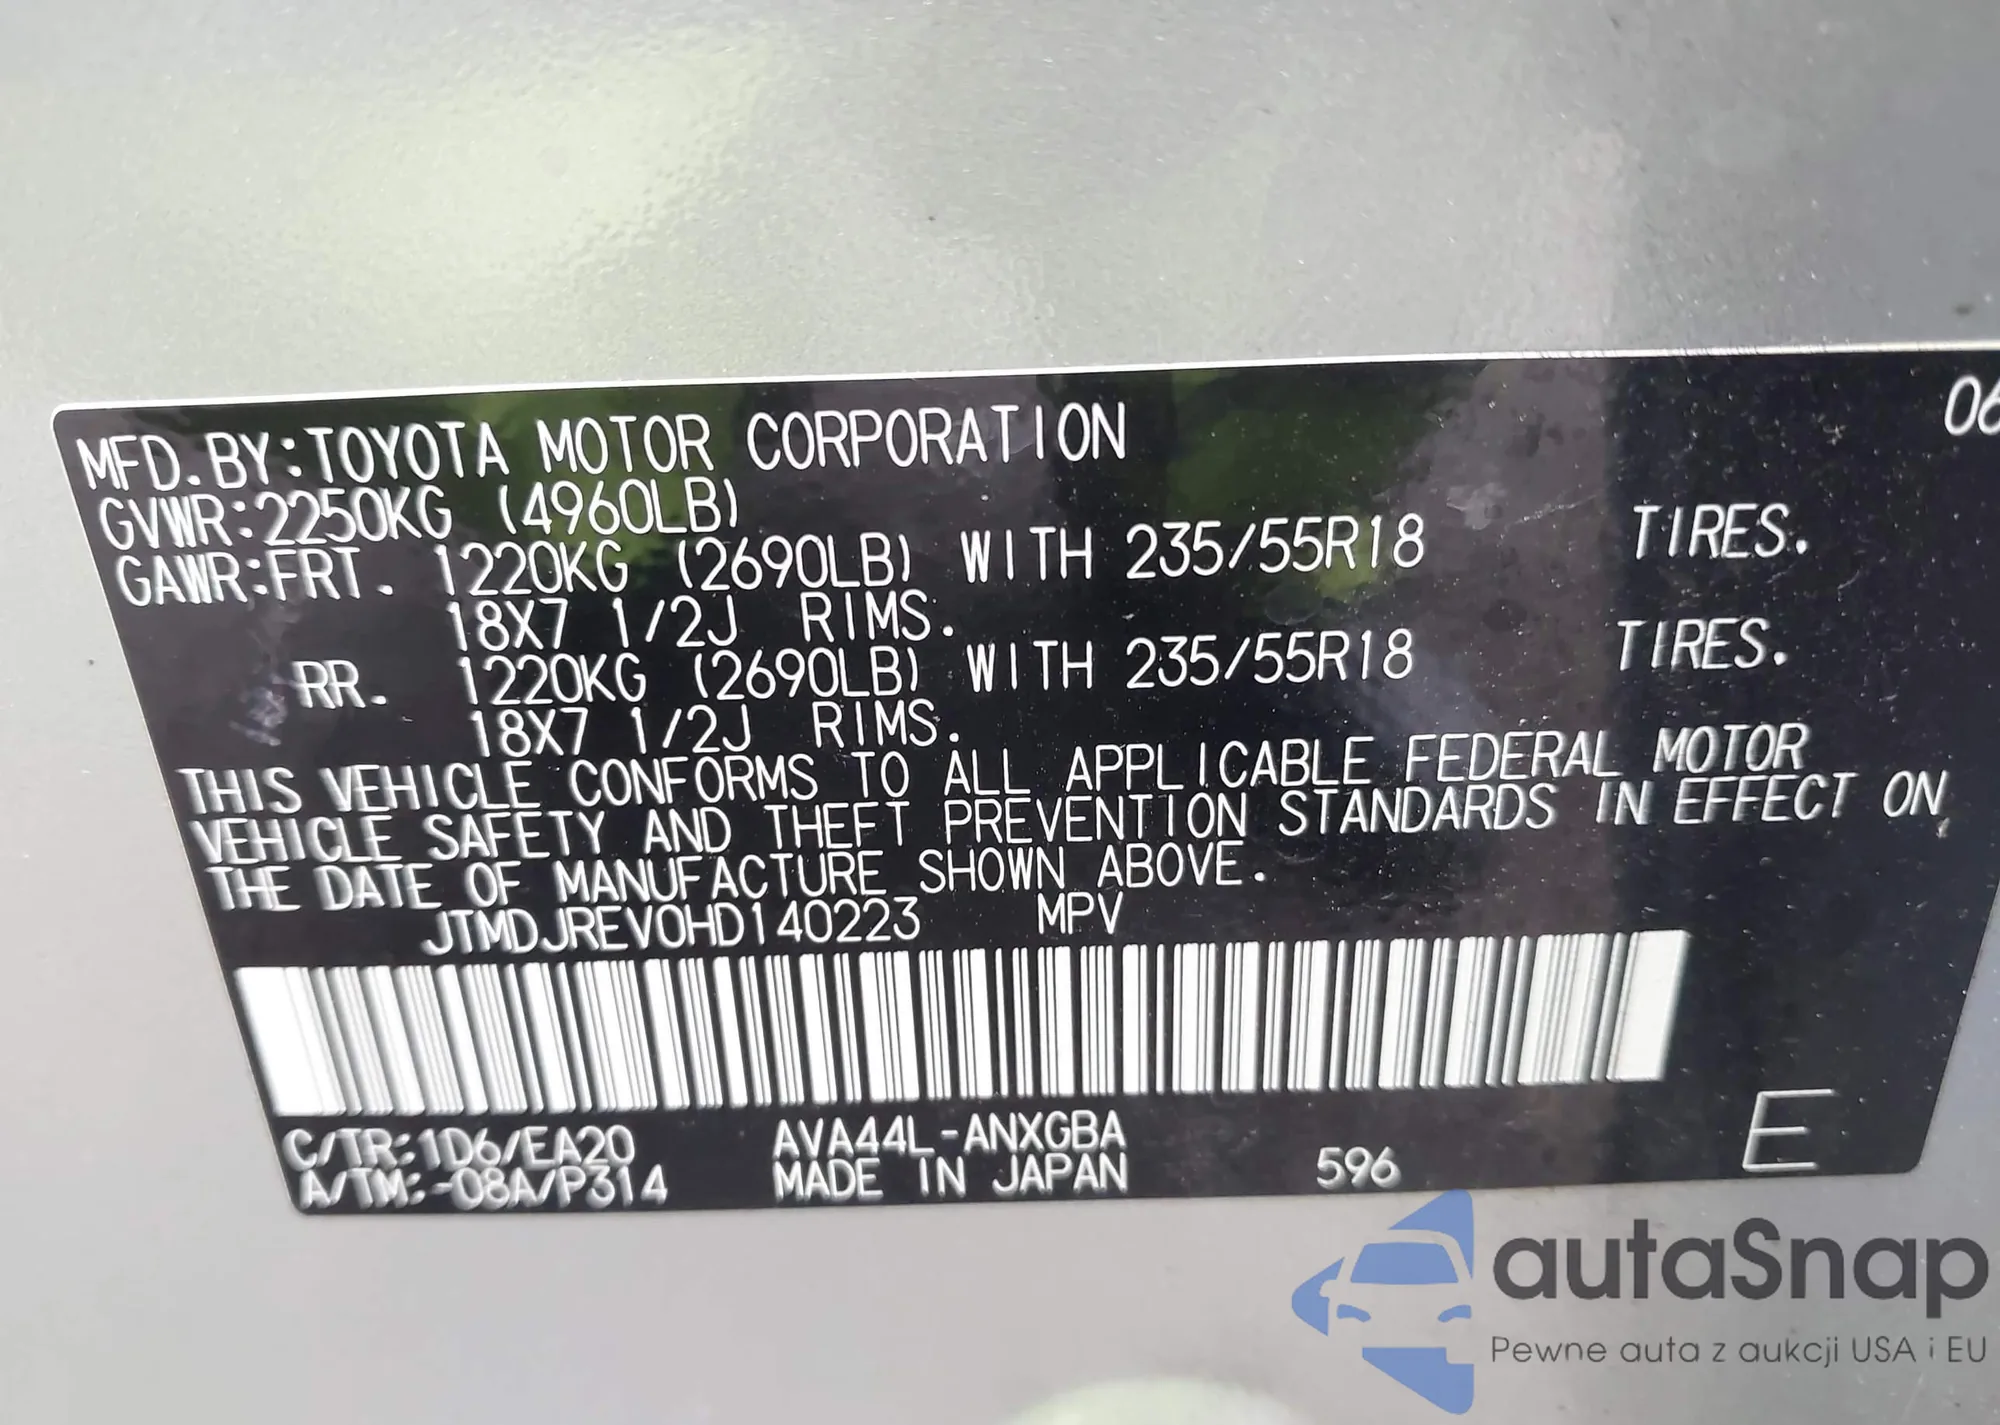 06
MFD. BY: TOYOTA MOTOR CORPORATION
GVWR: 2250KG (4960LB)
GAWR: FRT. 1220KG (2690LB) WITH 235/55R18 TIRES.
18X7 1/2J RIMS.
RR. 1220KG (2690LB) WITH 235/55R18 TIRES.
18X7 1/2J RIMS.
THIS VEHICLE CONFORMS TO ALL APPLICABLE FEDERAL MOTOR
VEHICLE SAFETY AND THEFT PREVENTION STANDARDS IN EFFECT ON
THE DATE OF MANUFACTURE SHOWN ABOVE.
JTMDJREV0HD140223 MPV
C/TR: 1D6/EA20 AVA44L-ANXGBA
A/TM: -08A/P314 MADE IN JAPAN 596 E
autaSnap
Pewne auta z aukcji USA i EU